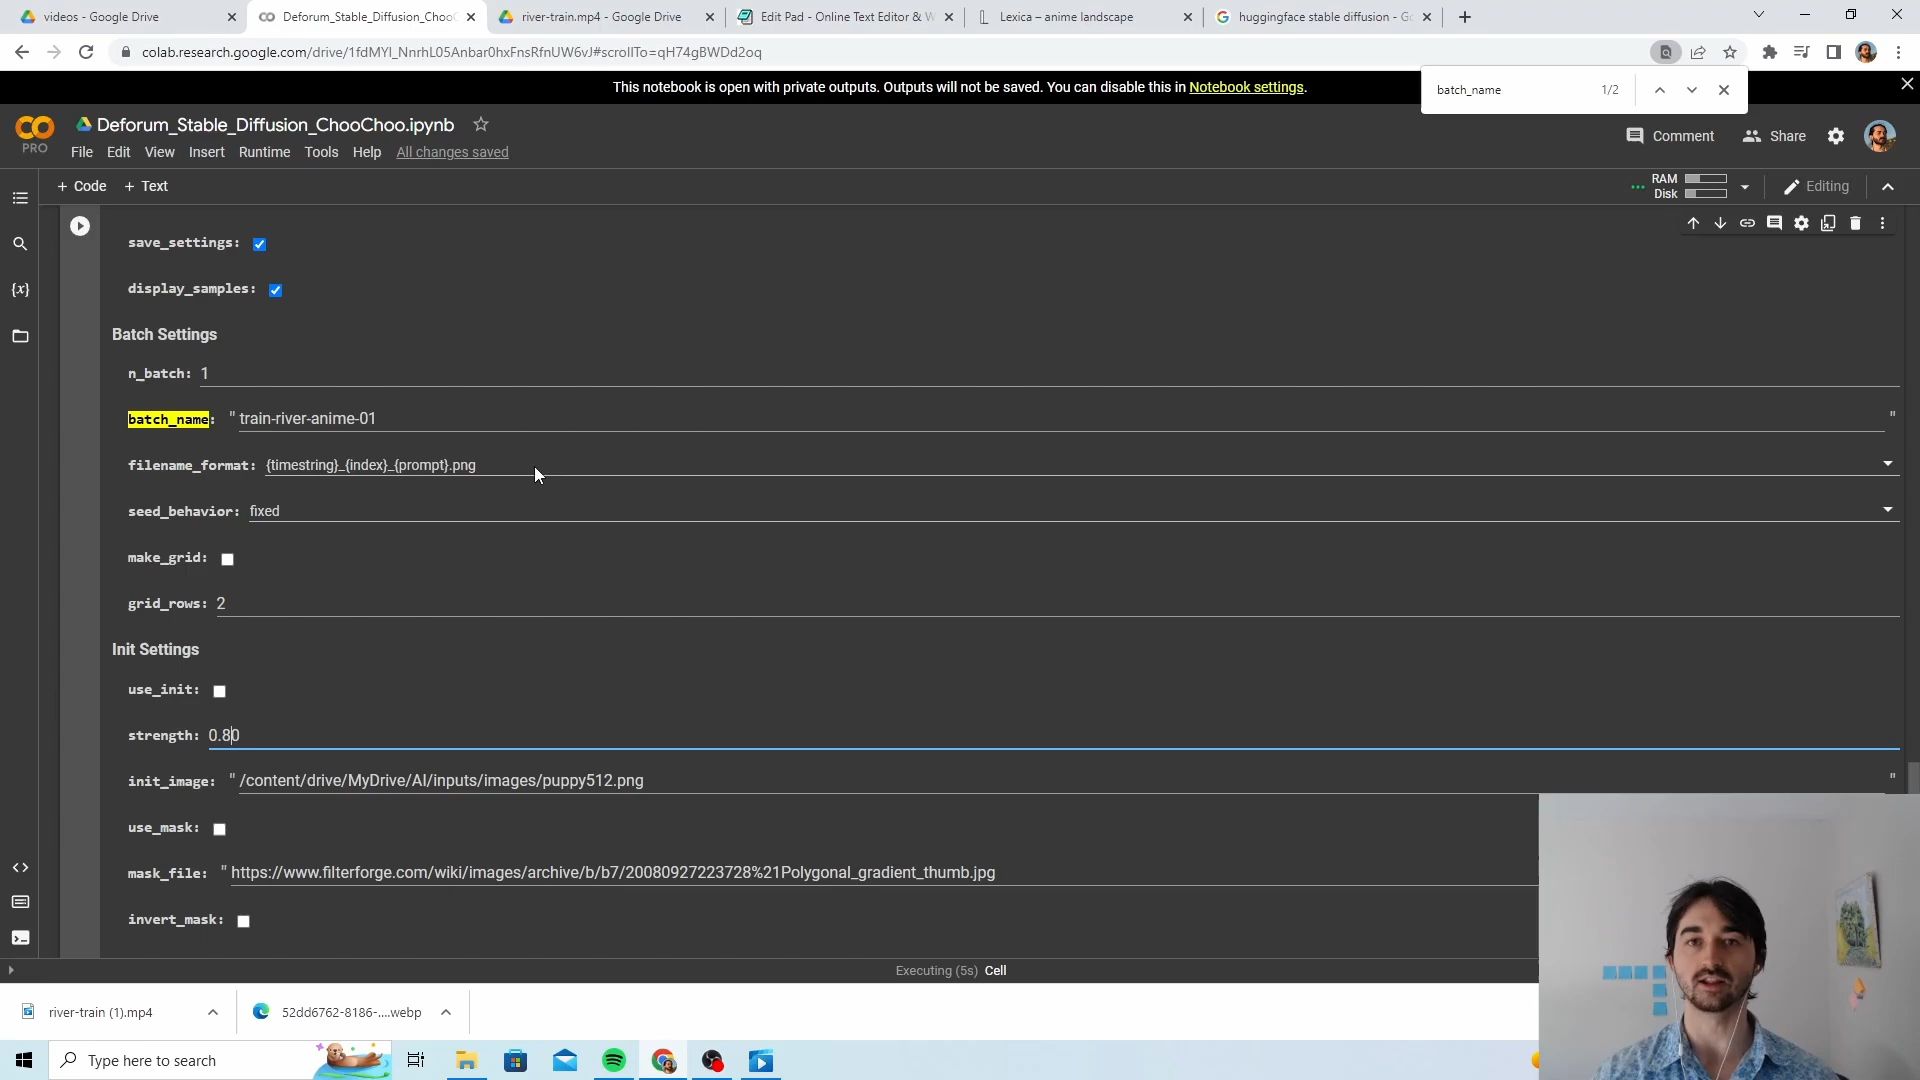 videos - Google Drive
Deforum_Stable_Diffusion_ChooC
river-train.mp4 - Google Drive
Edit Pad - Online Text Editor & W
Lexica – anime landscape
huggingface stable diffusion - Go
colab.research.google.com/drive/1fdMYI_NnrhL05Anbar0hxFnsRfnUW6vJ#scrollTo=qH74gBWDd2oq
This notebook is open with private outputs. Outputs will not be saved. You can disable this in Notebook settings.
batch_name 1/2
Deforum_Stable_Diffusion_ChooChoo.ipynb
PRO
File Edit View Insert Runtime Tools Help All changes saved
Comment Share
+ Code + Text
RAM
Disk
Editing
{x}
save_settings:
display_samples:
Batch Settings
n_batch: 1
batch_name: " train-river-anime-01 "
filename_format: {timestring}_{index}_{prompt}.png
seed_behavior: fixed
make_grid:
grid_rows: 2
Init Settings
use_init:
strength: 0.80
init_image: " /content/drive/MyDrive/AI/inputs/images/puppy512.png "
use_mask:
mask_file: " https://www.filterforge.com/wiki/images/archive/b/b7/20080927223728%21Polygonal_gradient_thumb.jpg
invert_mask:
Executing (5s) Cell
river-train (1).mp4
52dd6762-8186-....webp
Type here to search